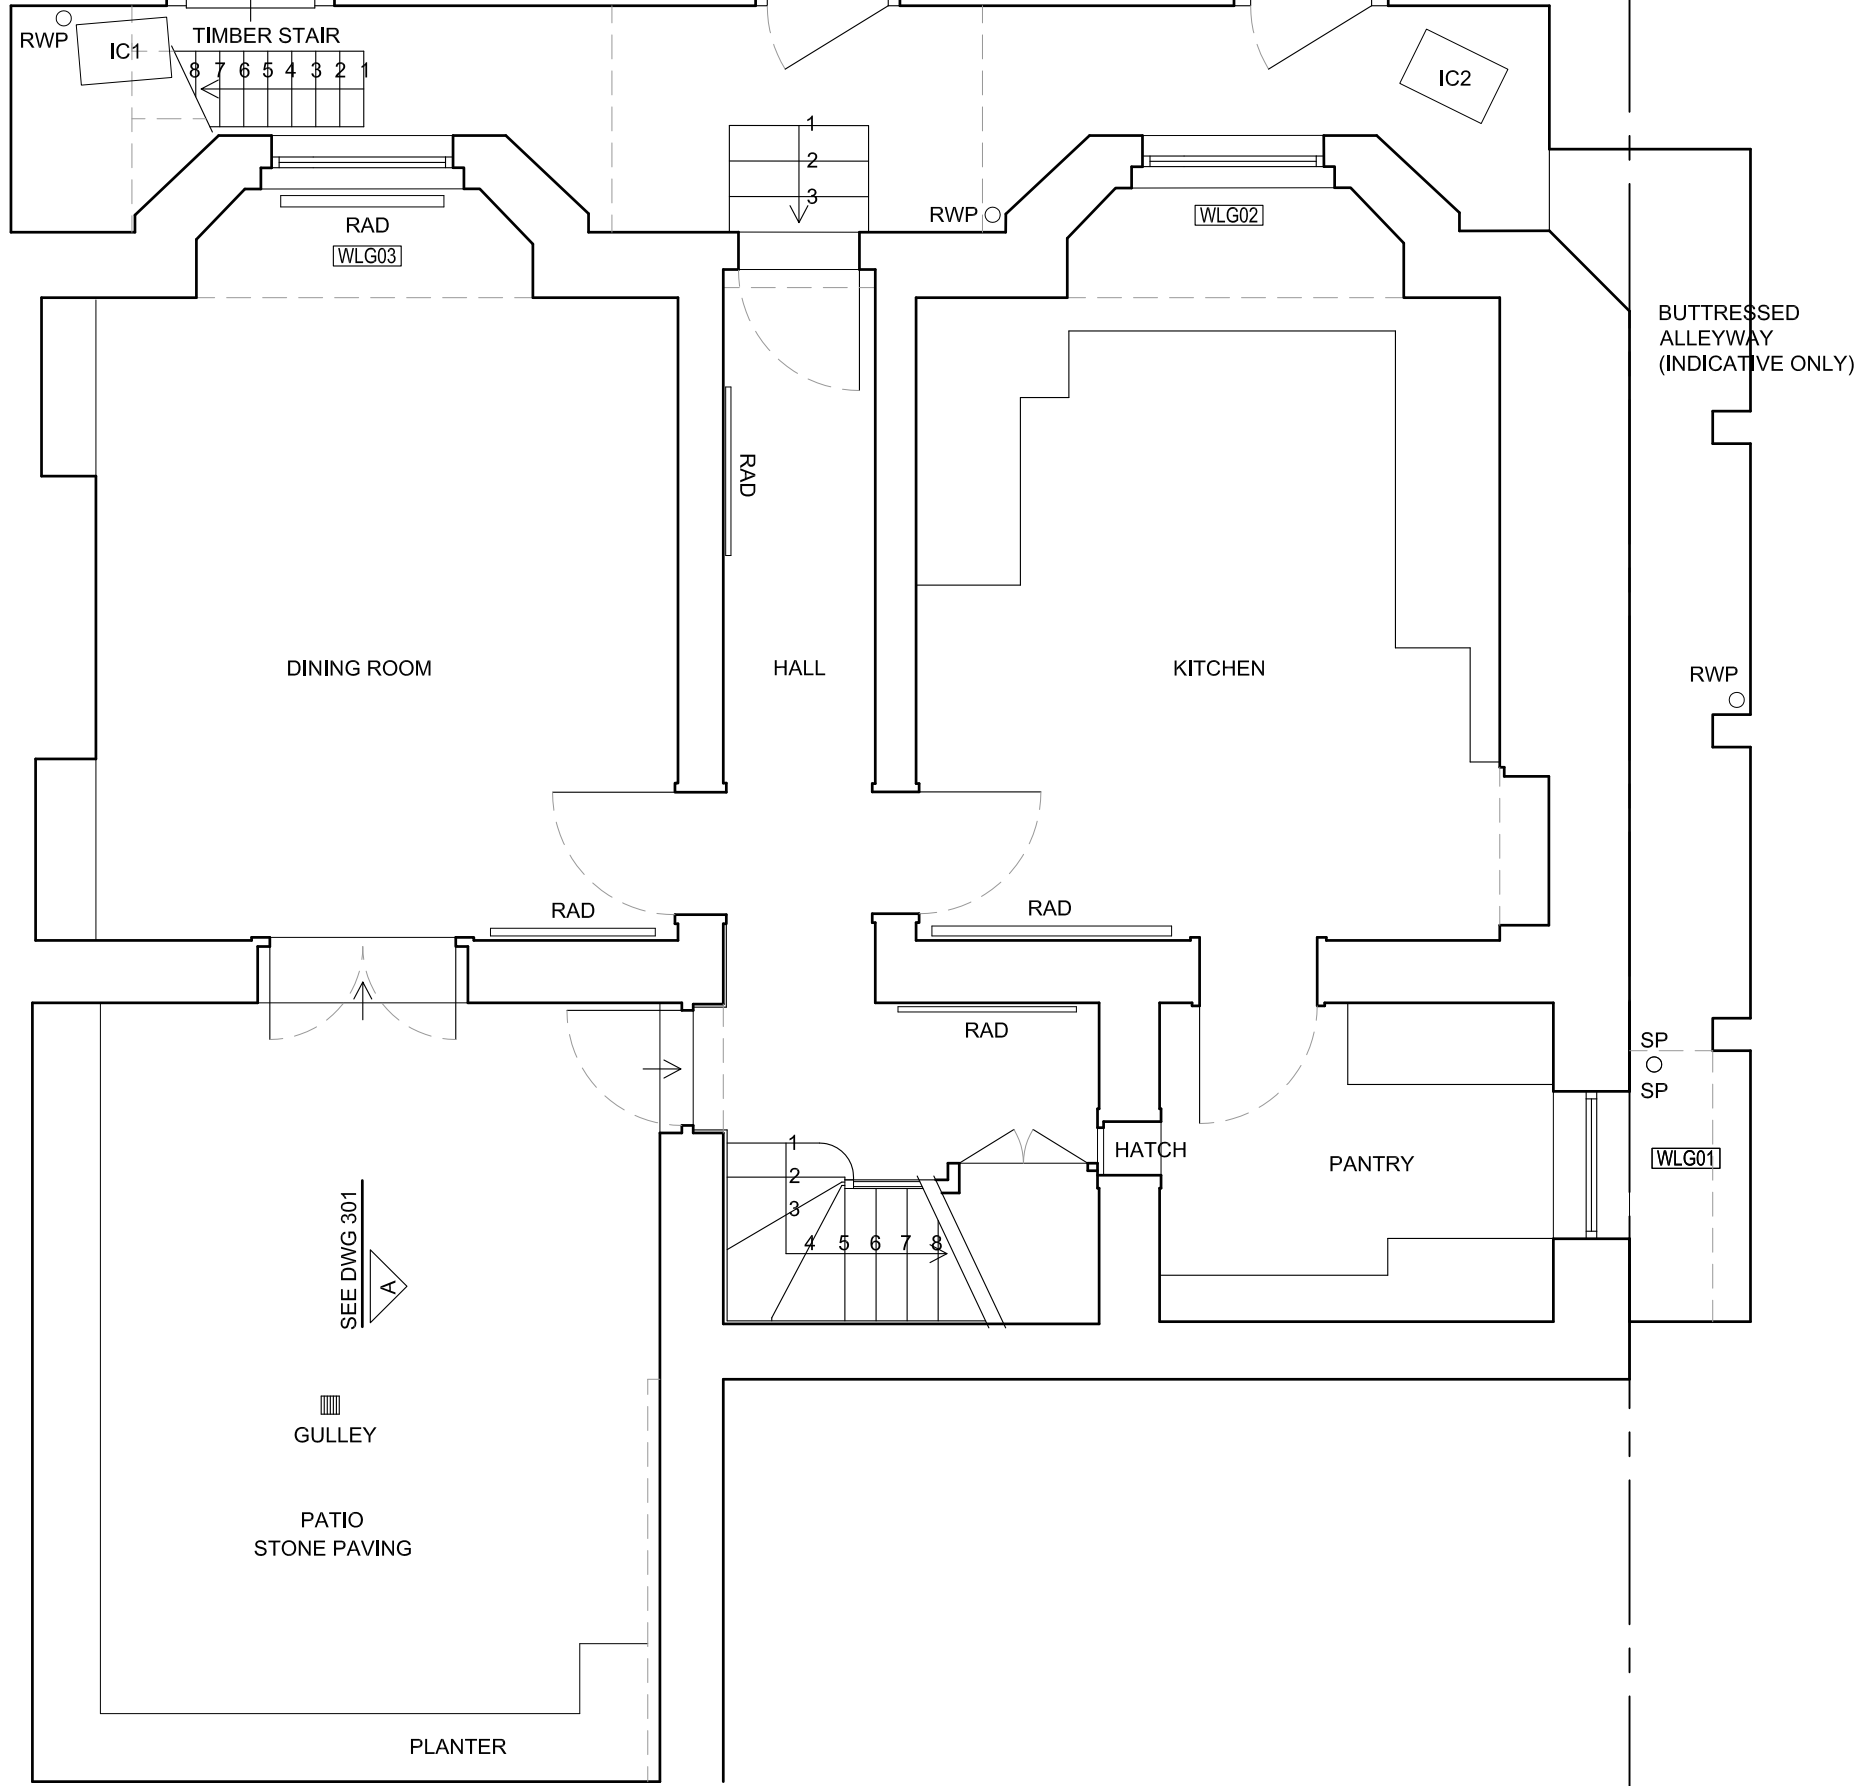 RWP
IC1
TIMBER STAIR
8 7 6 5 4 3 2 1
IC2
1
2
3
RWP
WLG02
RAD
WLG03
BUTTRESSED
ALLEYWAY
(INDICATIVE ONLY)
RAD
DINING ROOM
HALL
KITCHEN
RWP
RAD
RAD
RAD
SP
SP
1
2
3
4 5 6 7 8
HATCH
PANTRY
WLG01
SEE DWG 301
A
GULLEY
PATIO
STONE PAVING
PLANTER